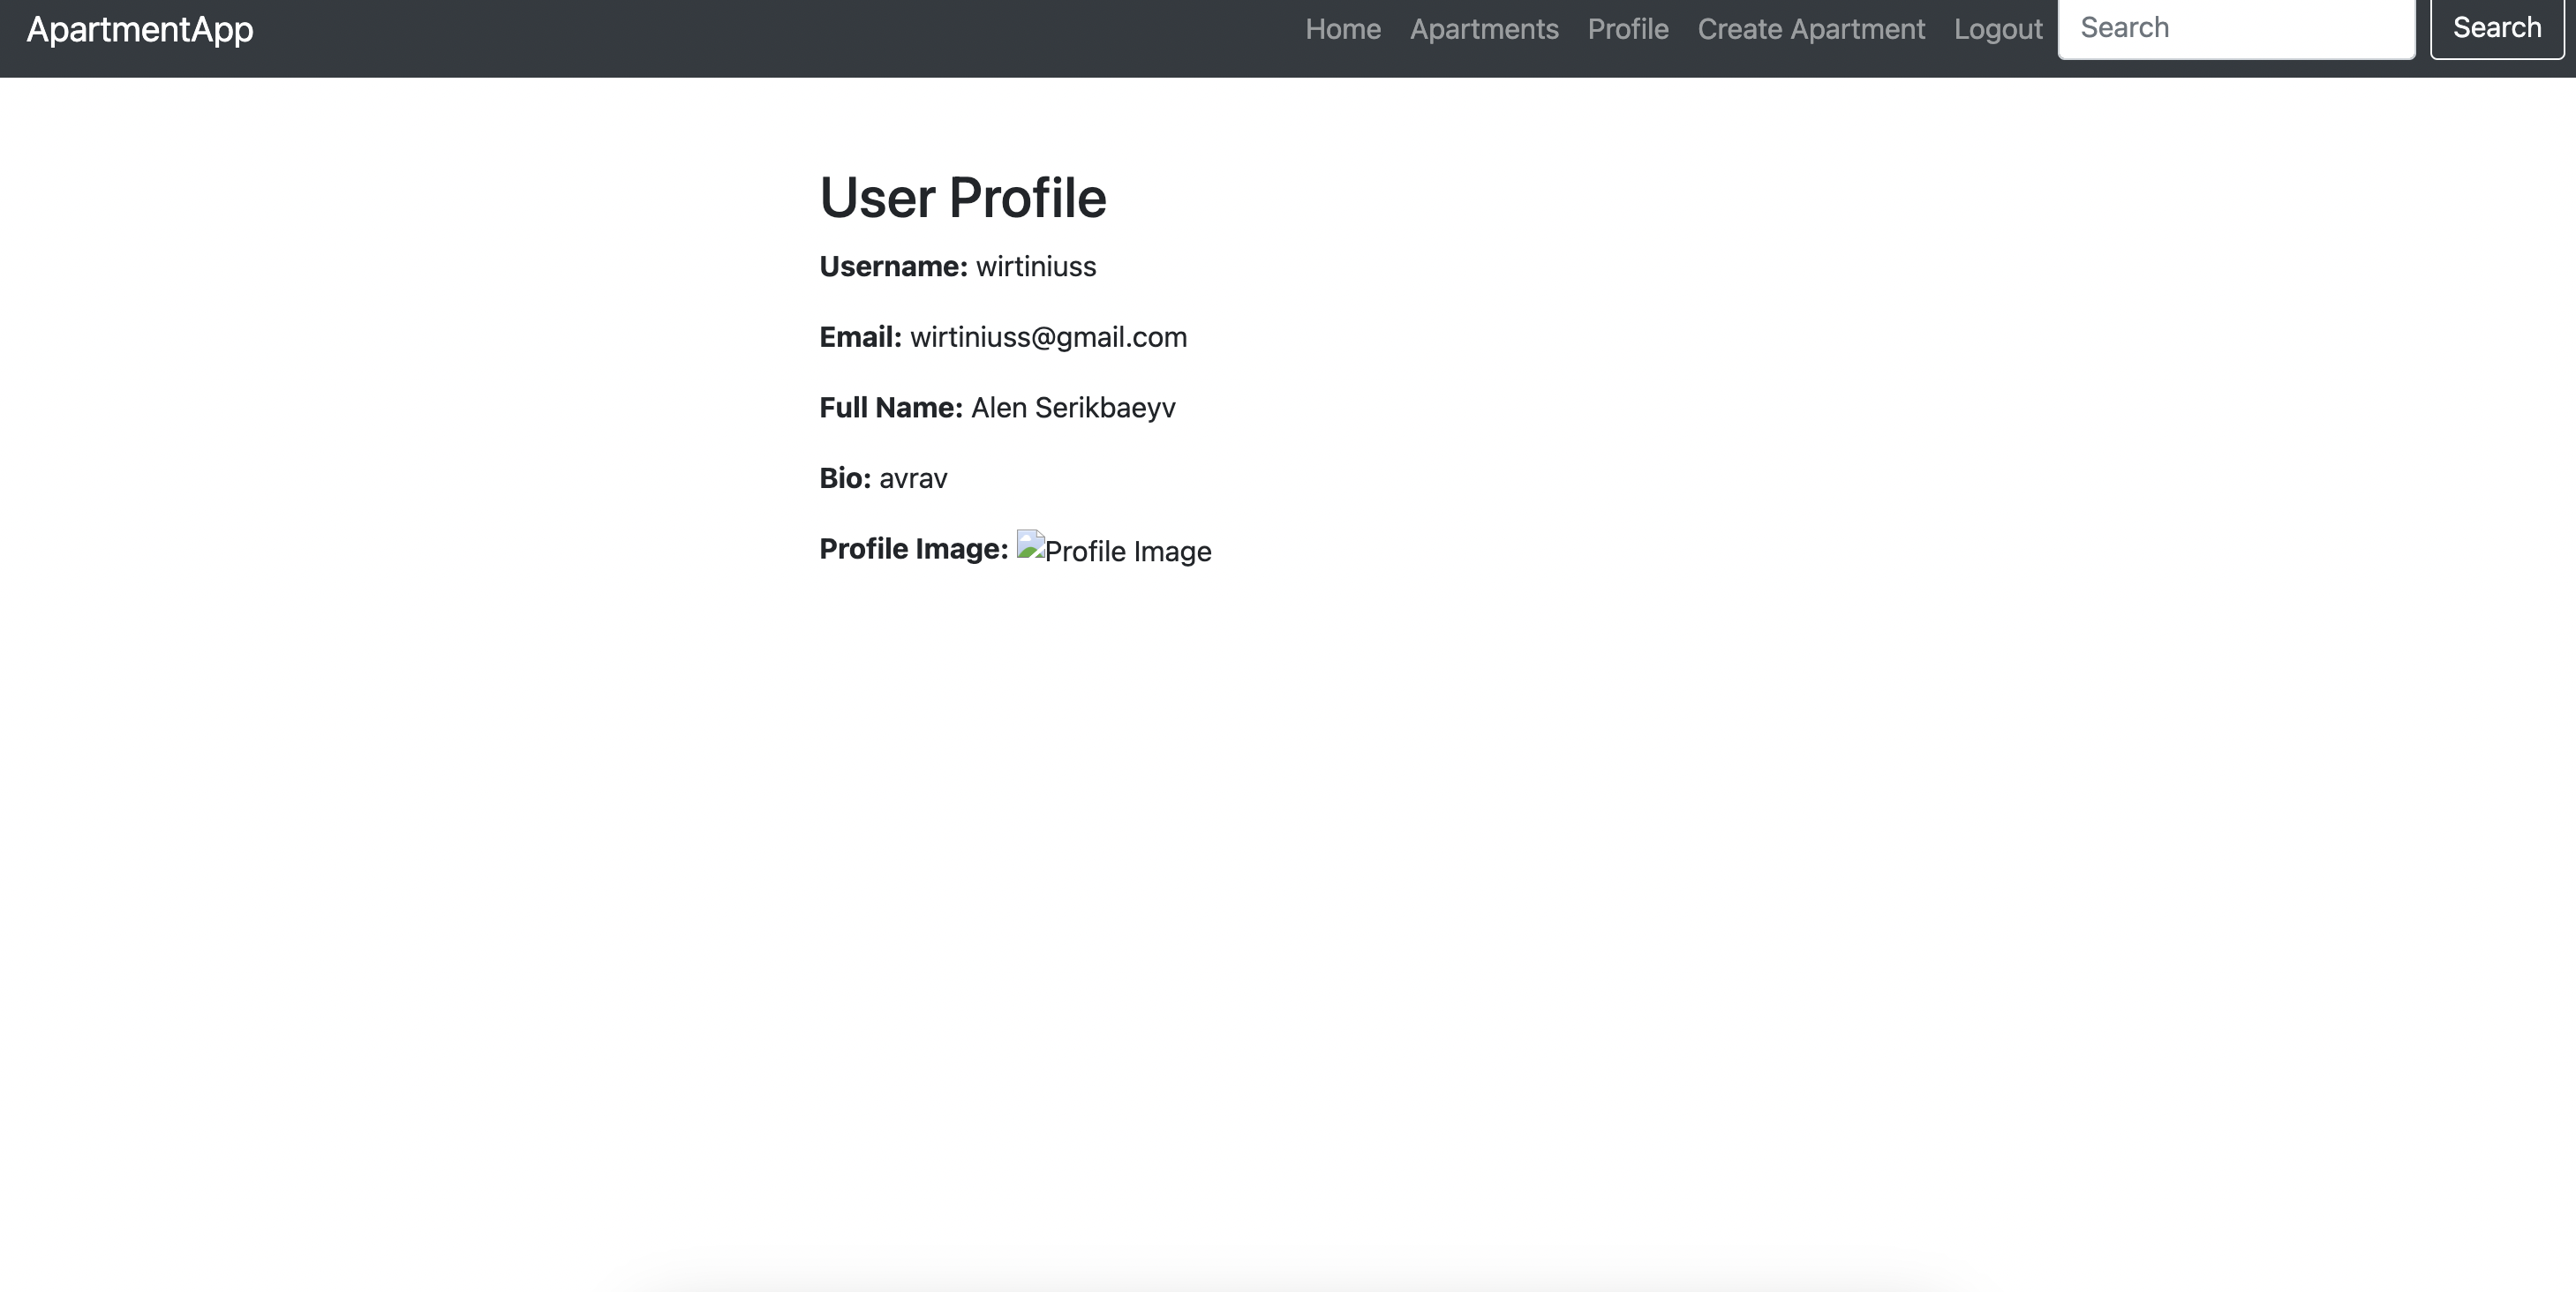 ApartmentApp Home Apartments Profile Create Apartment Logout Search Search
User Profile
Username: wirtiniuss
Email: wirtiniuss@gmail.com
Full Name: Alen Serikbaeyv
Bio: avrav
Profile Image: Profile Image